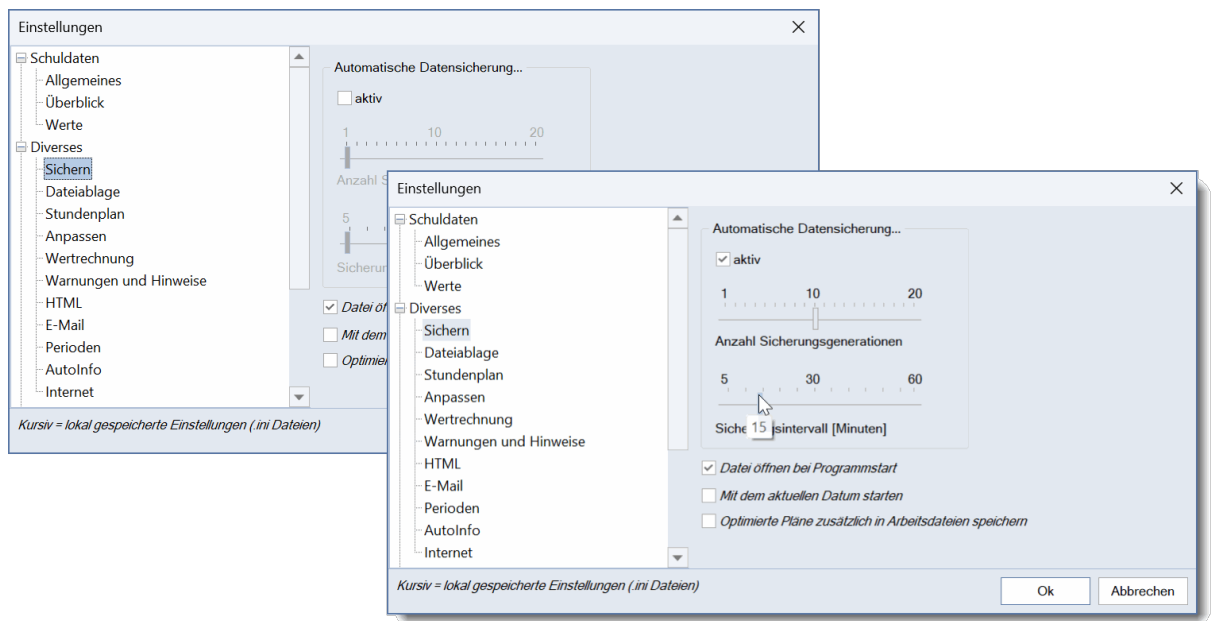 Einstellungen
Schuldaten
Allgemeines
Überblick
Werte
Diverses
Sichern
Dateiablage
Stundenplan
Anpassen
Wertrechnung
Warnungen und Hinweise
HTML
E-Mail
Perioden
AutoInfo
Internet
Automatische Datensicherung...
aktiv
1 10 20
Anzahl
5
Datei
Mit dem
Kursiv = lokal gespeicherte Einstellungen (.ini Dateien)
Einstellungen
Schuldaten
Allgemeines
Überblick
Werte
Diverses
Sichern
Dateiablage
Stundenplan
Anpassen
Wertrechnung
Warnungen und Hinweise
HTML
E-Mail
Perioden
AutoInfo
Internet
Automatische Datensicherung...
aktiv
1 10 20
Anzahl Sicherungsgenerationen
5 30 60
15
[Minuten]
Datei öffnen bei Programmstart
Mit dem aktuellen Datum starten
Optimierte Pläne zusätzlich in Arbeitsdateien speichern
Kursiv = lokal gespeicherte Einstellungen (.ini Dateien)
Ok Abbrechen